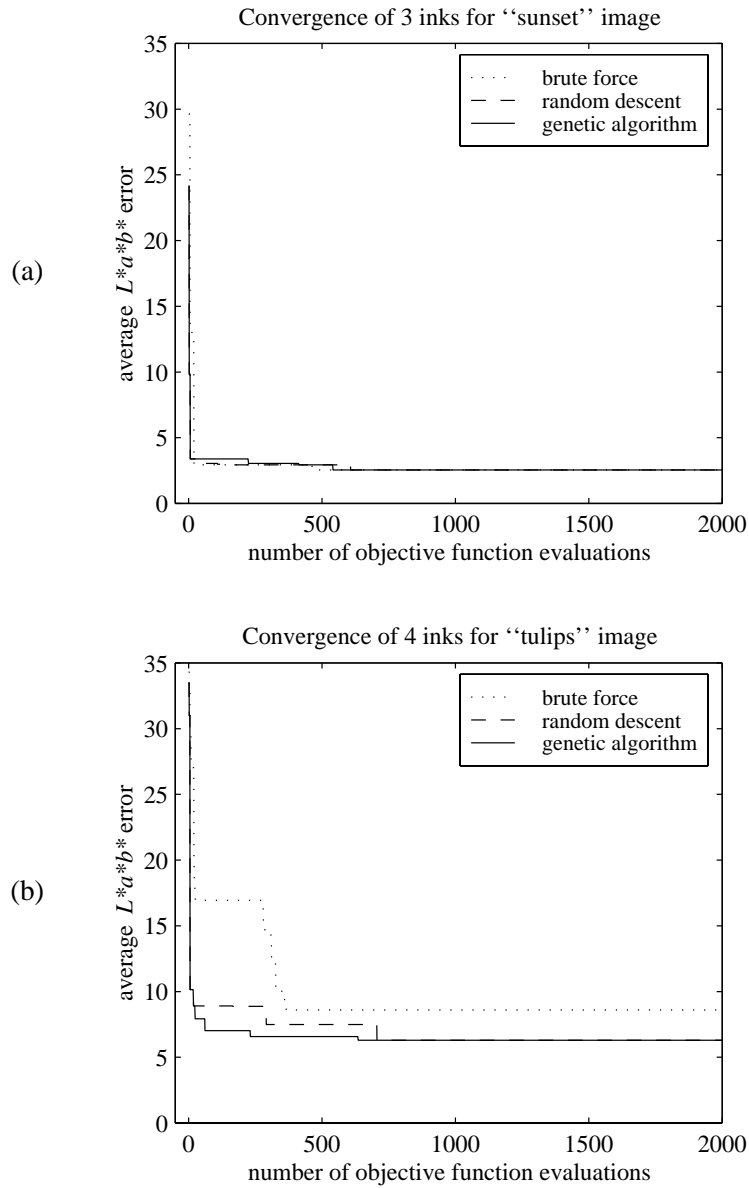 Convergence of 3 inks for ‘‘sunset’’ image
35
30
25
20
15
10
5
0
average L*a*b* error
(a)
brute force
random descent
genetic algorithm
0 500 1000 1500 2000
number of objective function evaluations
Convergence of 4 inks for ‘‘tulips’’ image
35
30
25
20
15
10
5
0
average L*a*b* error
(b)
brute force
random descent
genetic algorithm
0 500 1000 1500 2000
number of objective function evaluations